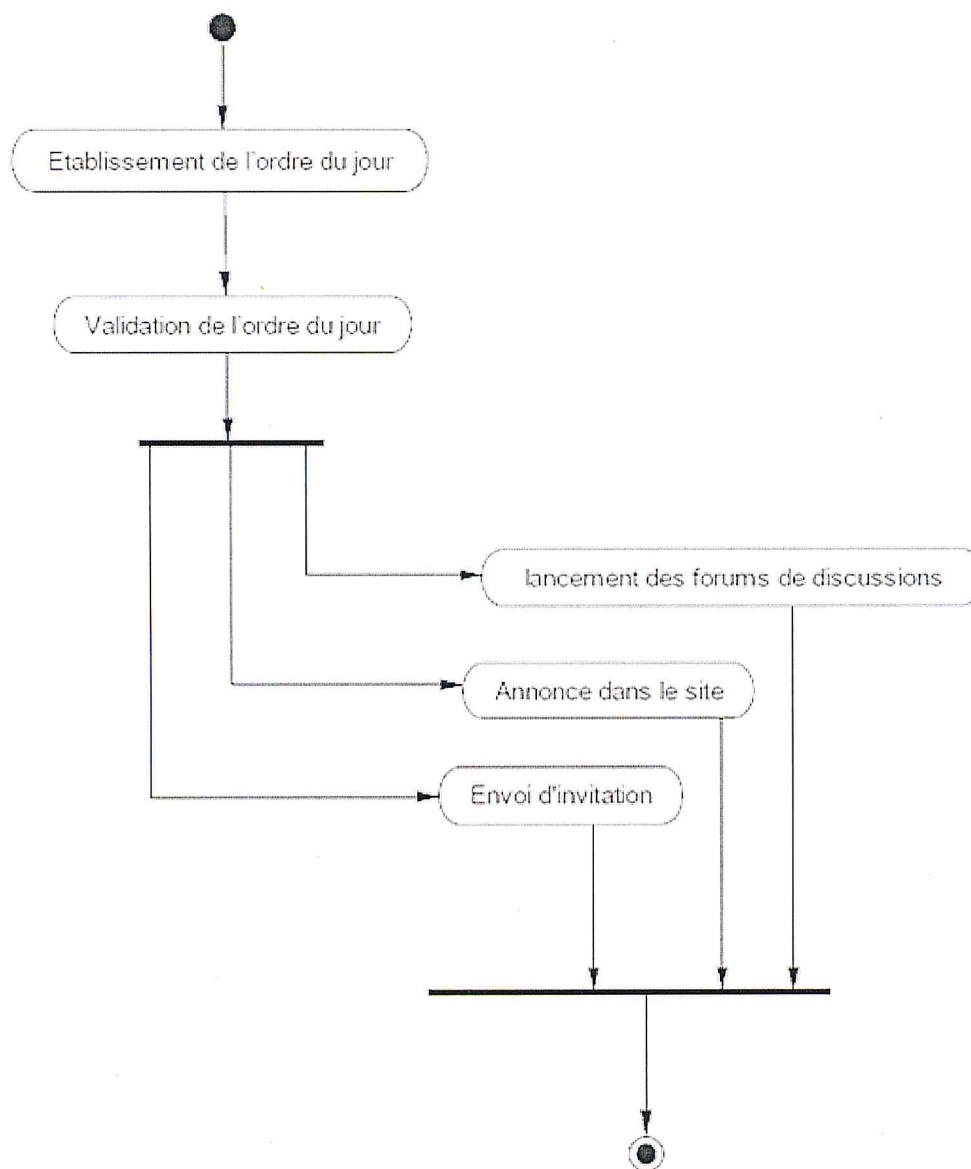 Etablissement de l'ordre du jour
Validation de l'ordre du jour
lancement des forums de discussions
Annonce dans le site
Envoi d'invitation